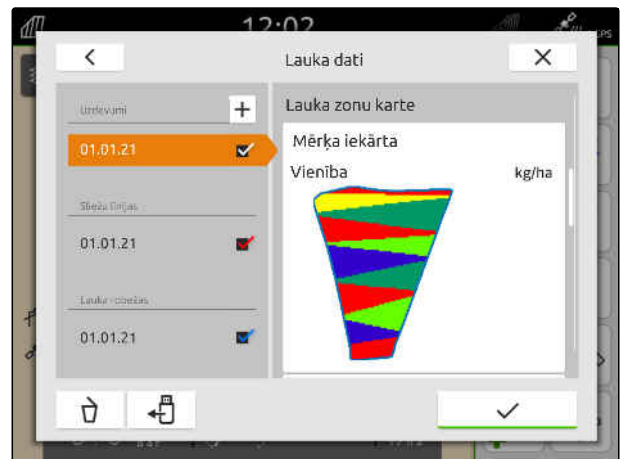 12:02
GPS
Lauka dati
Uzdevumi
01.01.21
Sliežu līnijas
01.01.21
Lauka robežas
01.01.21
Lauka zonu karte
Mērķa iekārta
Vienība kg/ha